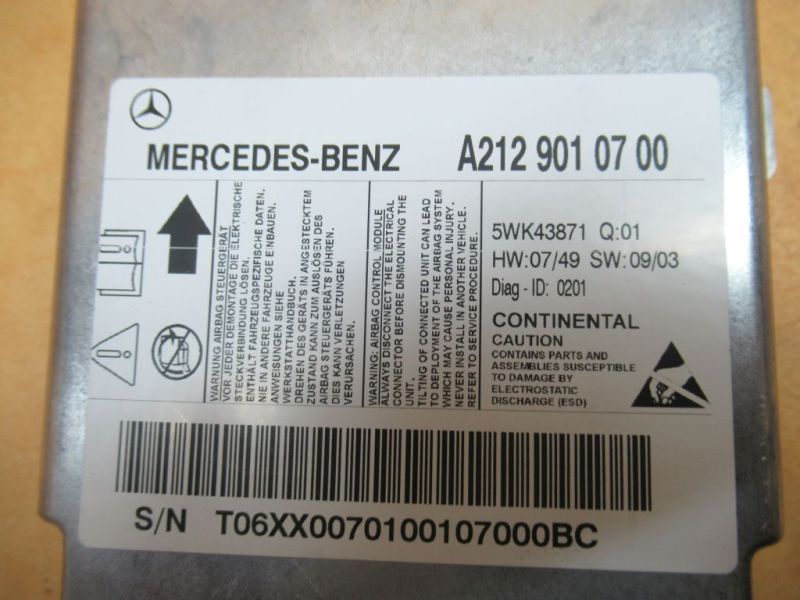 MERCEDES-BENZ A212 901 07 00
WARNUNG AIRBAG STEUERGERÄT
VOR JEDER DEMONTAGE DIE ELEKTRISCHE
STECKVERBINDUNG LÖSEN.
ENTHÄLT FAHRZEUGSPEZIFISCHE DATEN.
NIE IN ANDERE FAHRZEUGE E NBAUEN.
ANWEISUNGEN SIEHE
WERKSTATTHANDBUCH.
DREHEN DES GERÄTS IN ANGESTECKTEM
ZUSTAND KANN ZUM AUSLÖSEN DES
AIRBAG STEUERGERÄTS FÜHREN.
DIES KANN VERLETZUNGEN
VERURSACHEN.
WARNING: AIRBAG CONTROL MODULE
ALWAYS DISCONNECT THE ELECTRICAL
CONNECTOR BEFORE DISMOUNTING THE
UNIT.
TILTING OF CONNECTED UNIT CAN LEAD
TO DEPLOYMENT OF THE AIRBAG SYSTEM
WHICH MAY CAUSE PERSONAL INJURY.
NEVER INSTALL IN ANOTHER VEHICLE.
REFER TO SERVICE PROCEDURE.
5WK43871 Q:01
HW:07/49 SW:09/03
Diag - ID: 0201
CONTINENTAL
CAUTION
CONTAINS PARTS AND
ASSEMBLIES SUSCEPTIBLE
TO DAMAGE BY
ELECTROSTATIC
DISCHARGE (ESD)
S/N T06XX0070100107000BC